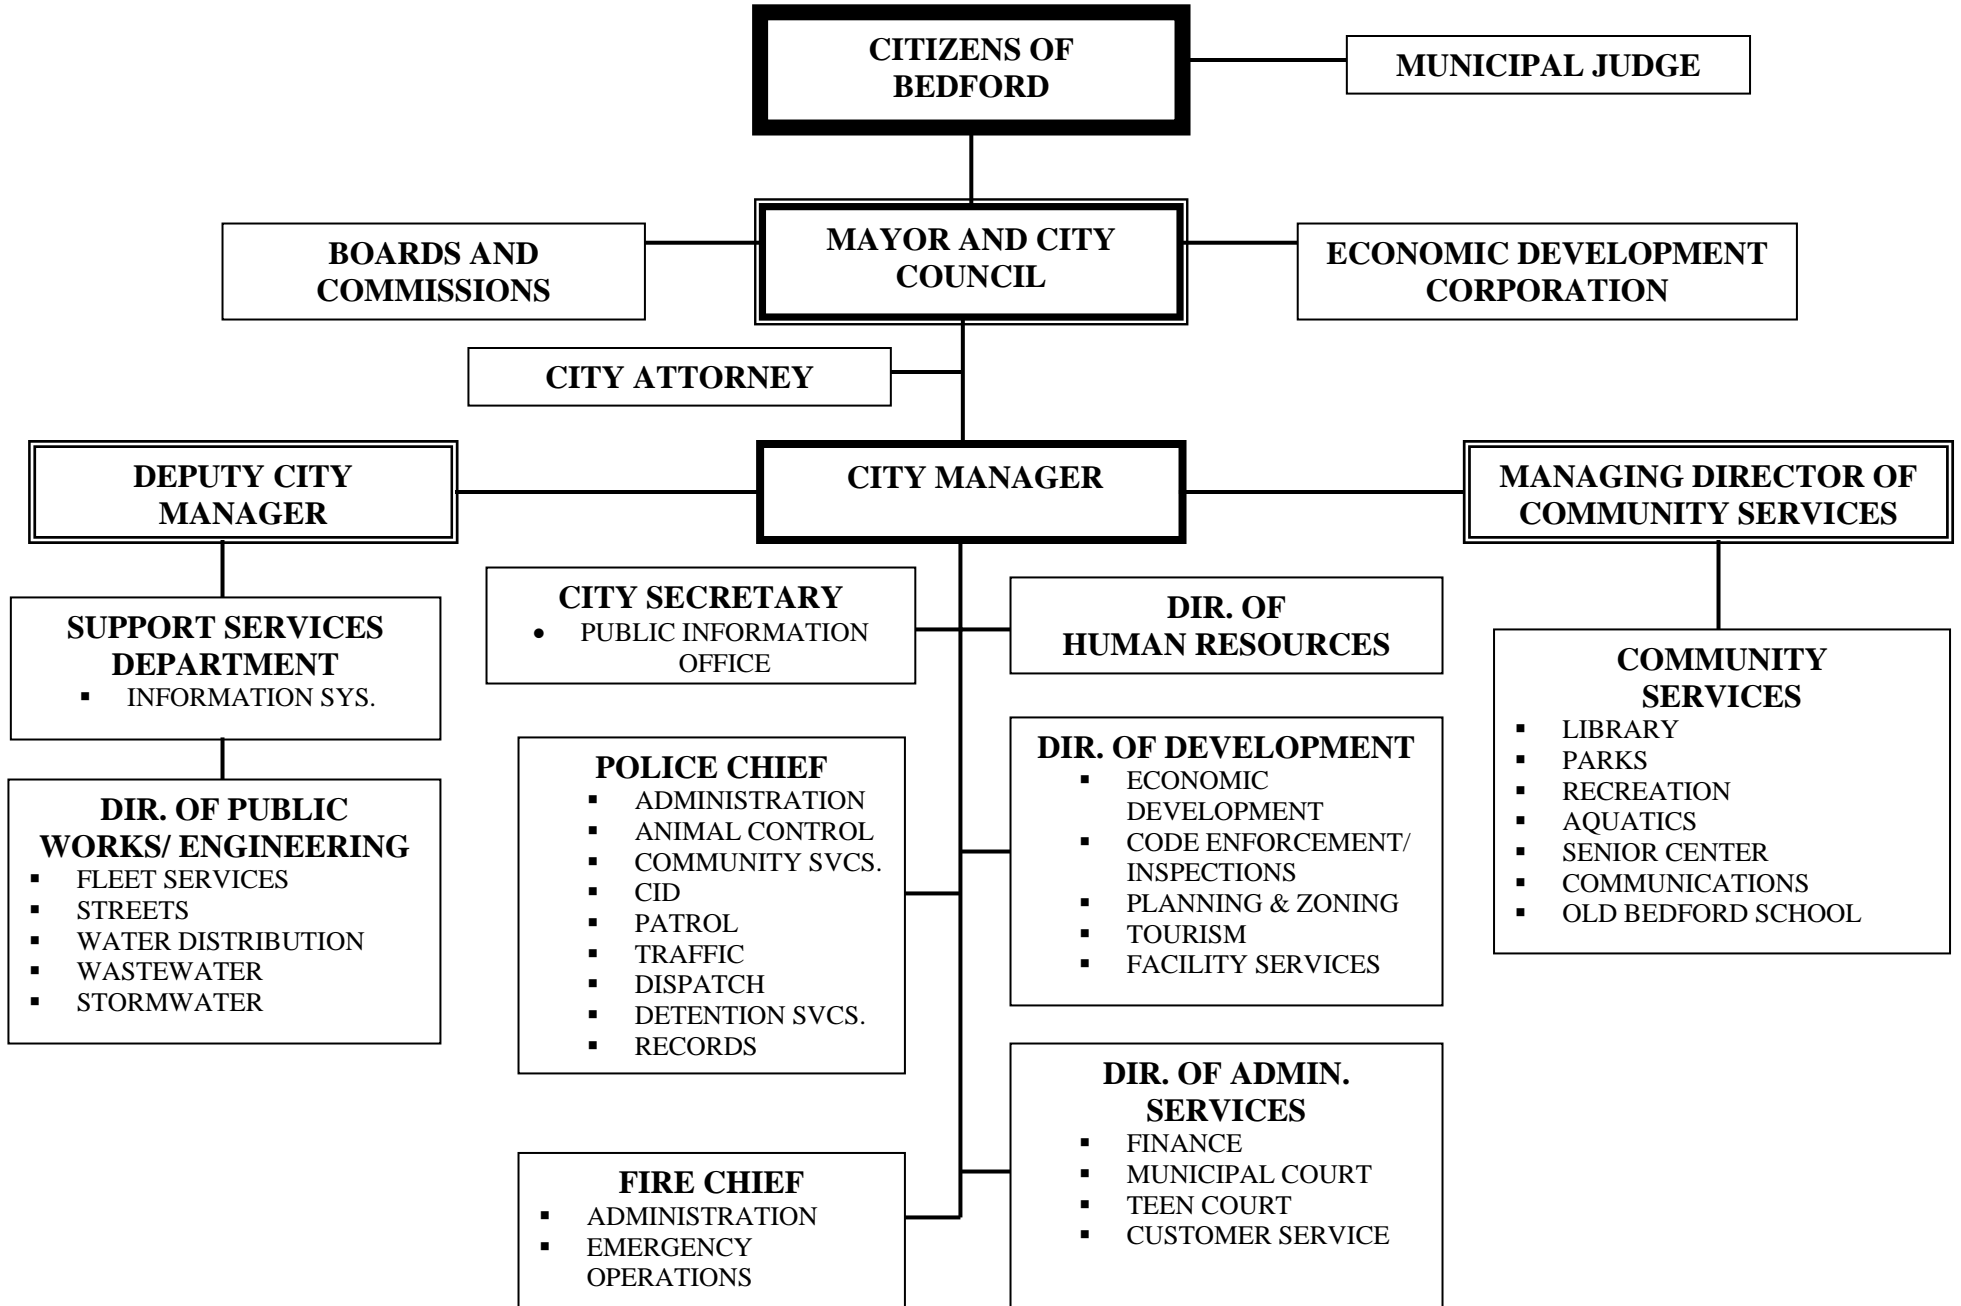 CITIZENS OF
BEDFORD
MUNICIPAL JUDGE
BOARDS AND
COMMISSIONS
MAYOR AND CITY
COUNCIL
ECONOMIC DEVELOPMENT
CORPORATION
CITY ATTORNEY
DEPUTY CITY
MANAGER
CITY MANAGER
MANAGING DIRECTOR OF
COMMUNITY SERVICES
SUPPORT SERVICES
DEPARTMENT
▪ INFORMATION SYS.
DIR. OF PUBLIC
WORKS/ ENGINEERING
▪ FLEET SERVICES
▪ STREETS
▪ WATER DISTRIBUTION
▪ WASTEWATER
▪ STORMWATER
CITY SECRETARY
• PUBLIC INFORMATION
OFFICE
POLICE CHIEF
▪ ADMINISTRATION
▪ ANIMAL CONTROL
▪ COMMUNITY SVCS.
▪ CID
▪ PATROL
▪ TRAFFIC
▪ DISPATCH
▪ DETENTION SVCS.
▪ RECORDS
FIRE CHIEF
▪ ADMINISTRATION
▪ EMERGENCY
OPERATIONS
DIR. OF
HUMAN RESOURCES
DIR. OF DEVELOPMENT
▪ ECONOMIC
DEVELOPMENT
▪ CODE ENFORCEMENT/
INSPECTIONS
▪ PLANNING & ZONING
▪ TOURISM
▪ FACILITY SERVICES
DIR. OF ADMIN.
SERVICES
▪ FINANCE
▪ MUNICIPAL COURT
▪ TEEN COURT
▪ CUSTOMER SERVICE
COMMUNITY
SERVICES
▪ LIBRARY
▪ PARKS
▪ RECREATION
▪ AQUATICS
▪ SENIOR CENTER
▪ COMMUNICATIONS
▪ OLD BEDFORD SCHOOL